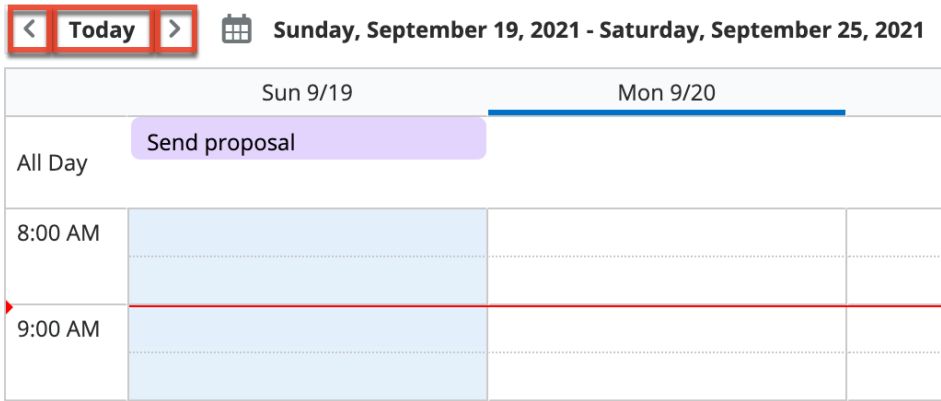 Today Sunday, September 19, 2021 - Saturday, September 25, 2021
Sun 9/19 Mon 9/20
Send proposal
All Day
8:00 AM
9:00 AM